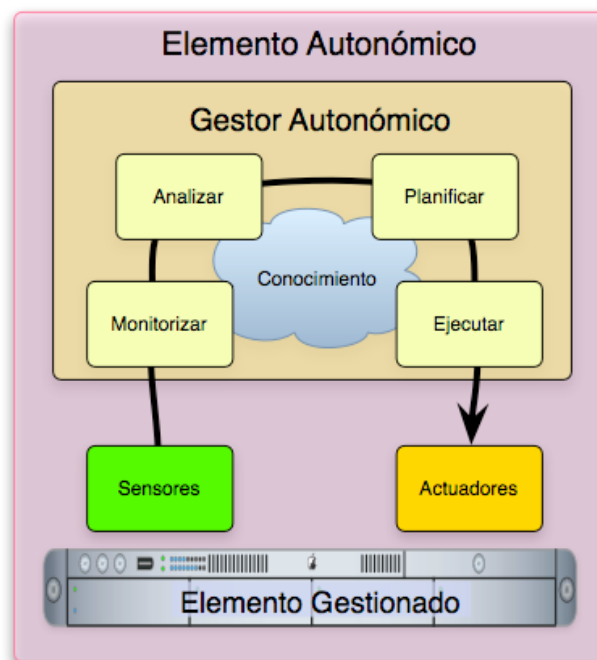 Elemento Autonómico
Gestor Autonómico
Analizar
Planificar
Conocimiento
Monitorizar
Ejecutar
Sensores
Actuadores
Elemento Gestionado